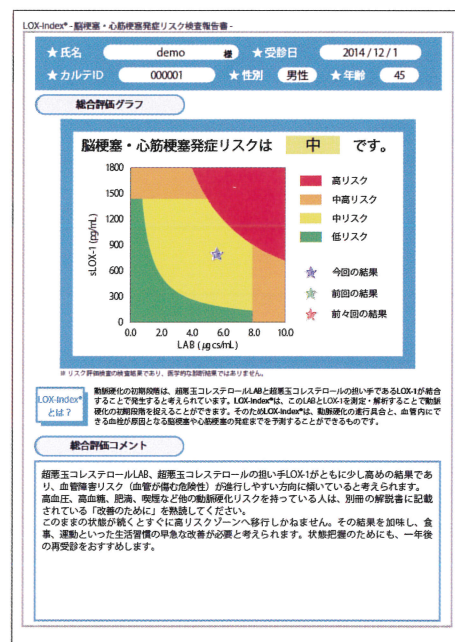 LOX-Index® - 脳梗塞・心筋梗塞発症リスク検査報告書 -
★氏名 demo 様 ★受診日 2014/12/1
★カルテID 000001 ★性別 男性 ★年齢 45
総合評価グラフ
脳梗塞・心筋梗塞発症リスクは 中 です。
1800
1500
1200
900
600
300
0
sLOX-1 (pg/mL)
0.0 2.0 4.0 6.0 8.0 10.0
LAB (μg cs/mL)
高リスク
中高リスク
中リスク
低リスク
今回の結果
前回の結果
前々回の結果
※ リスク評価検査の検査結果であり、医学的な診断結果ではありません。
LOX-Index®
とは?
動脈硬化の初期段階は、超悪玉コレステロールLABと超悪玉コレステロールの担い手であるLOX-1が結合
することで発生すると考えられています。LOX-Index®は、このLABとLOX-1を測定・解析することで動脈
硬化の初期段階を捉えることができます。そのためLOX-Index®は、動脈硬化の進行具合と、血管内にで
きる血栓が原因となる脳梗塞や心筋梗塞の発症までを予測することができるものです。
総合評価コメント
超悪玉コレステロールLAB、超悪玉コレステロールの担い手LOX-1がともに少し高めの結果であ
り、血管障害リスク（血管が傷む危険性）が進行しやすい方向に傾いていると考えられます。
高血圧、高血糖、肥満、喫煙など他の動脈硬化リスクを持っている人は、別冊の解説書に記載
されている「改善のために」を熟読してください。
このままの状態が続くとすぐに高リスクゾーンへ移行しかねません。その結果を加味し、食
事、運動といった生活習慣の早急な改善が必要と考えられます。状態把握のためにも、一年後
の再受診をおすすめします。